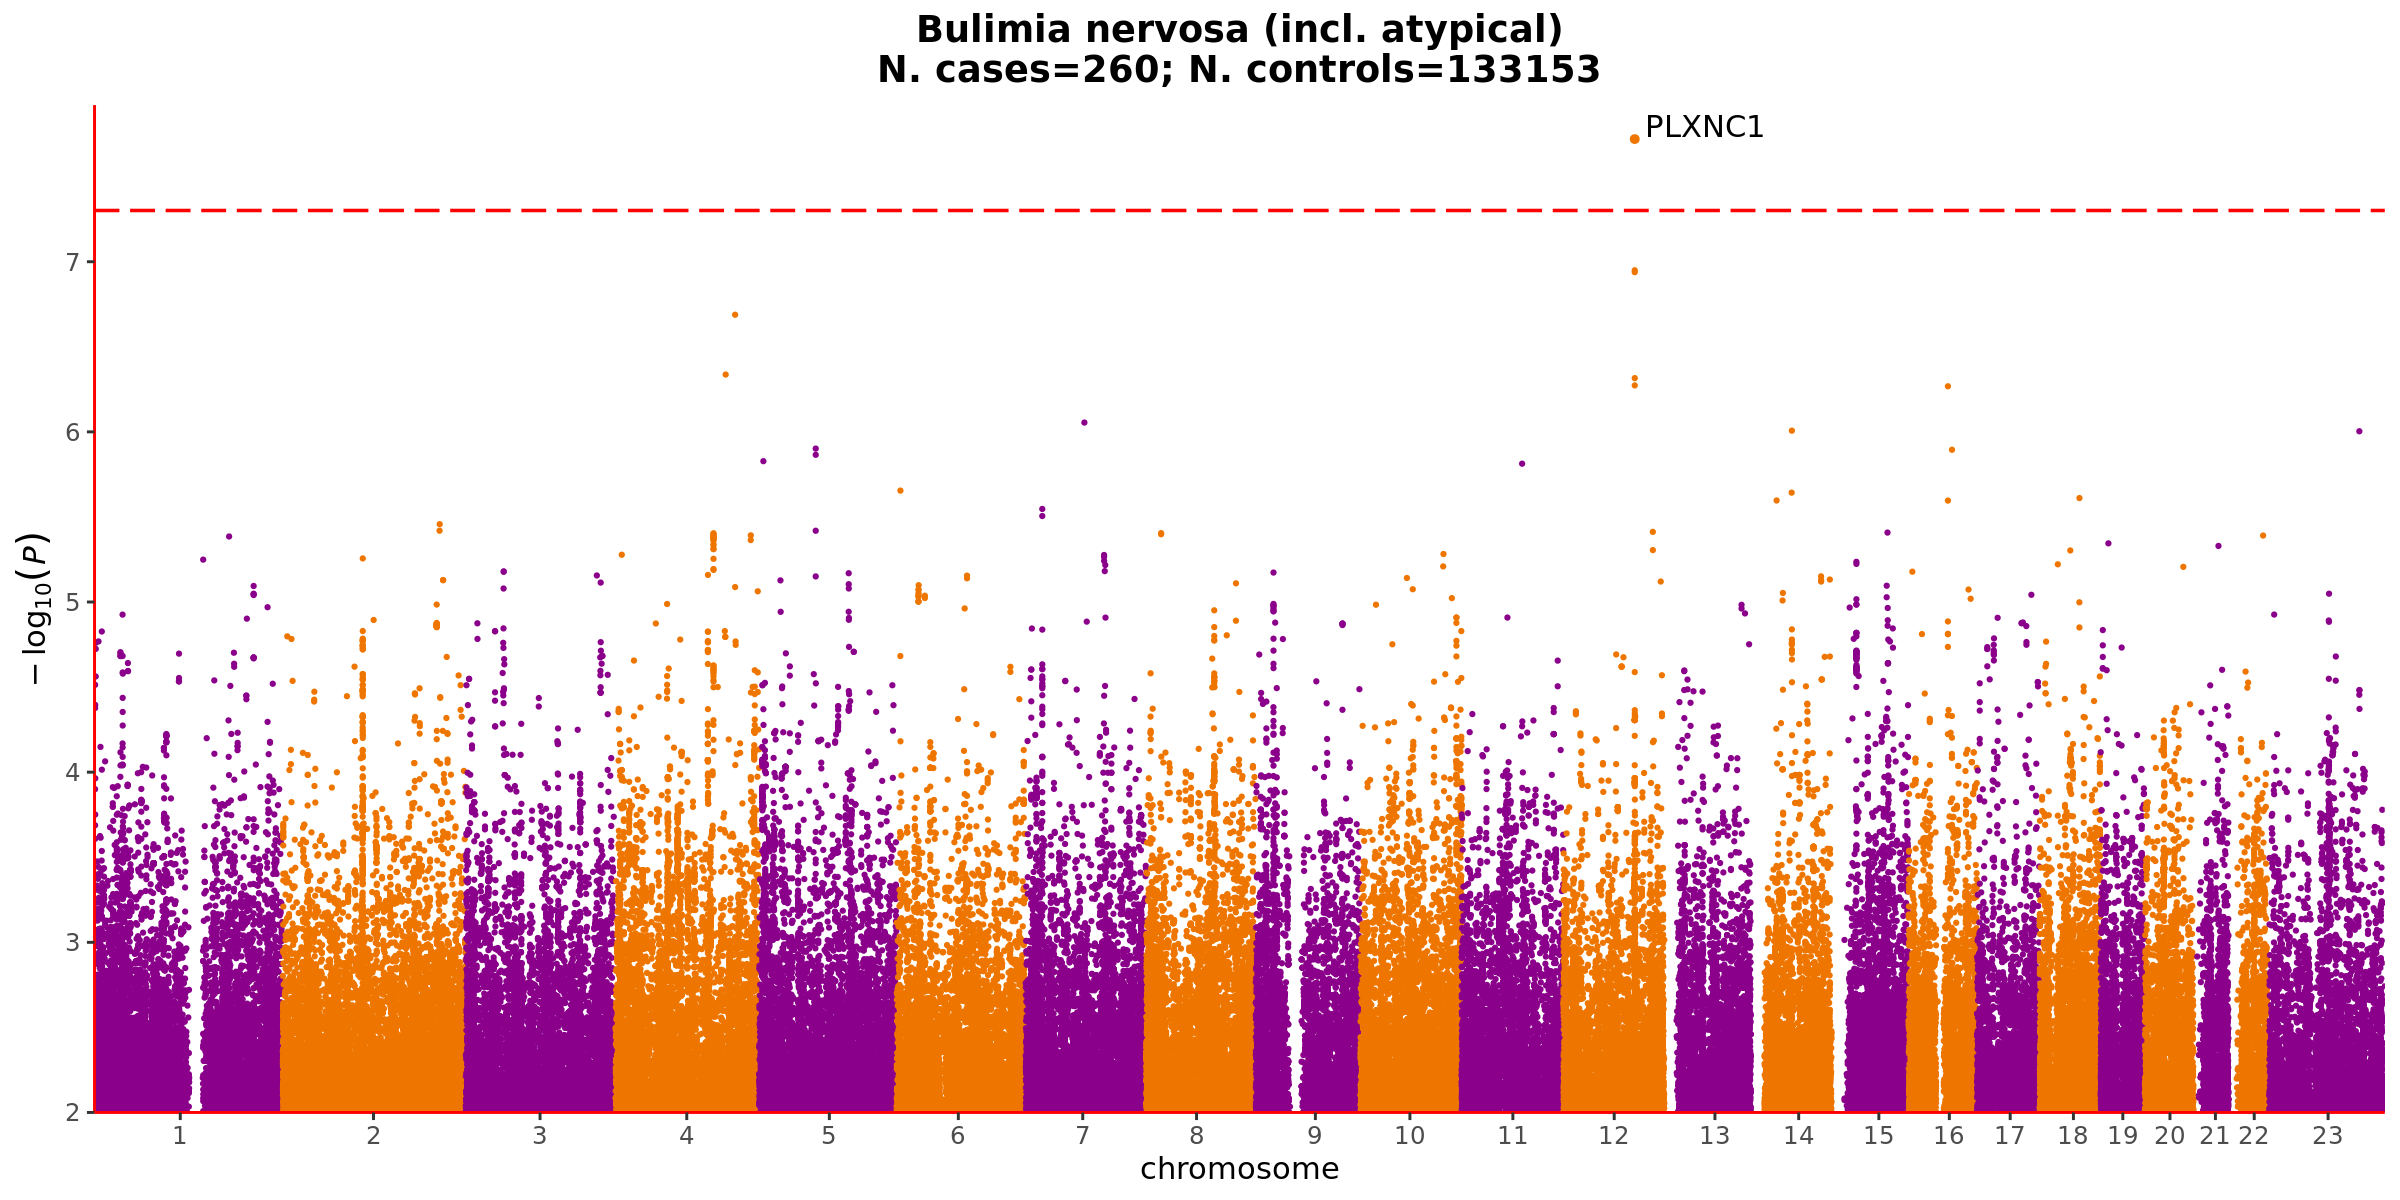 Bulimia nervosa (incl. atypical)
N. cases=260; N. controls=133153
PLXNC1
7
6
5
4
3
2
− log10(P)
1 2 3 4 5 6 7 8 9 10 11 12 13 14 15 16 17 18 19 20 21 22 23
chromosome